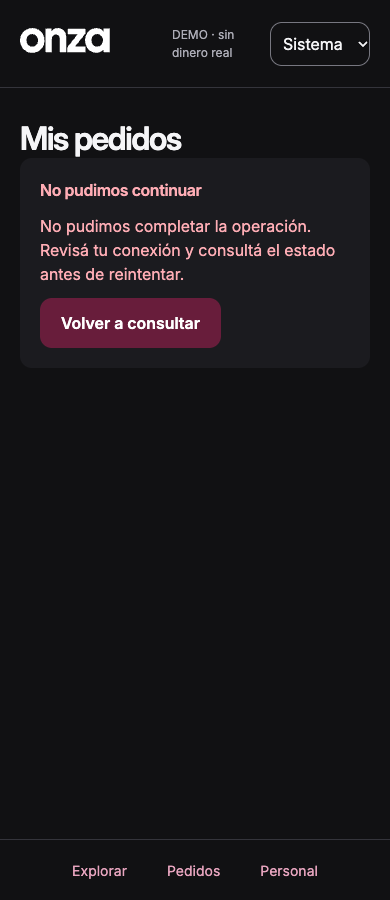 onza
DEMO · sin
dinero real
Sistema
Mis pedidos
No pudimos continuar
No pudimos completar la operación.
Revisá tu conexión y consultá el estado
antes de reintentar.
Volver a consultar
Explorar Pedidos Personal